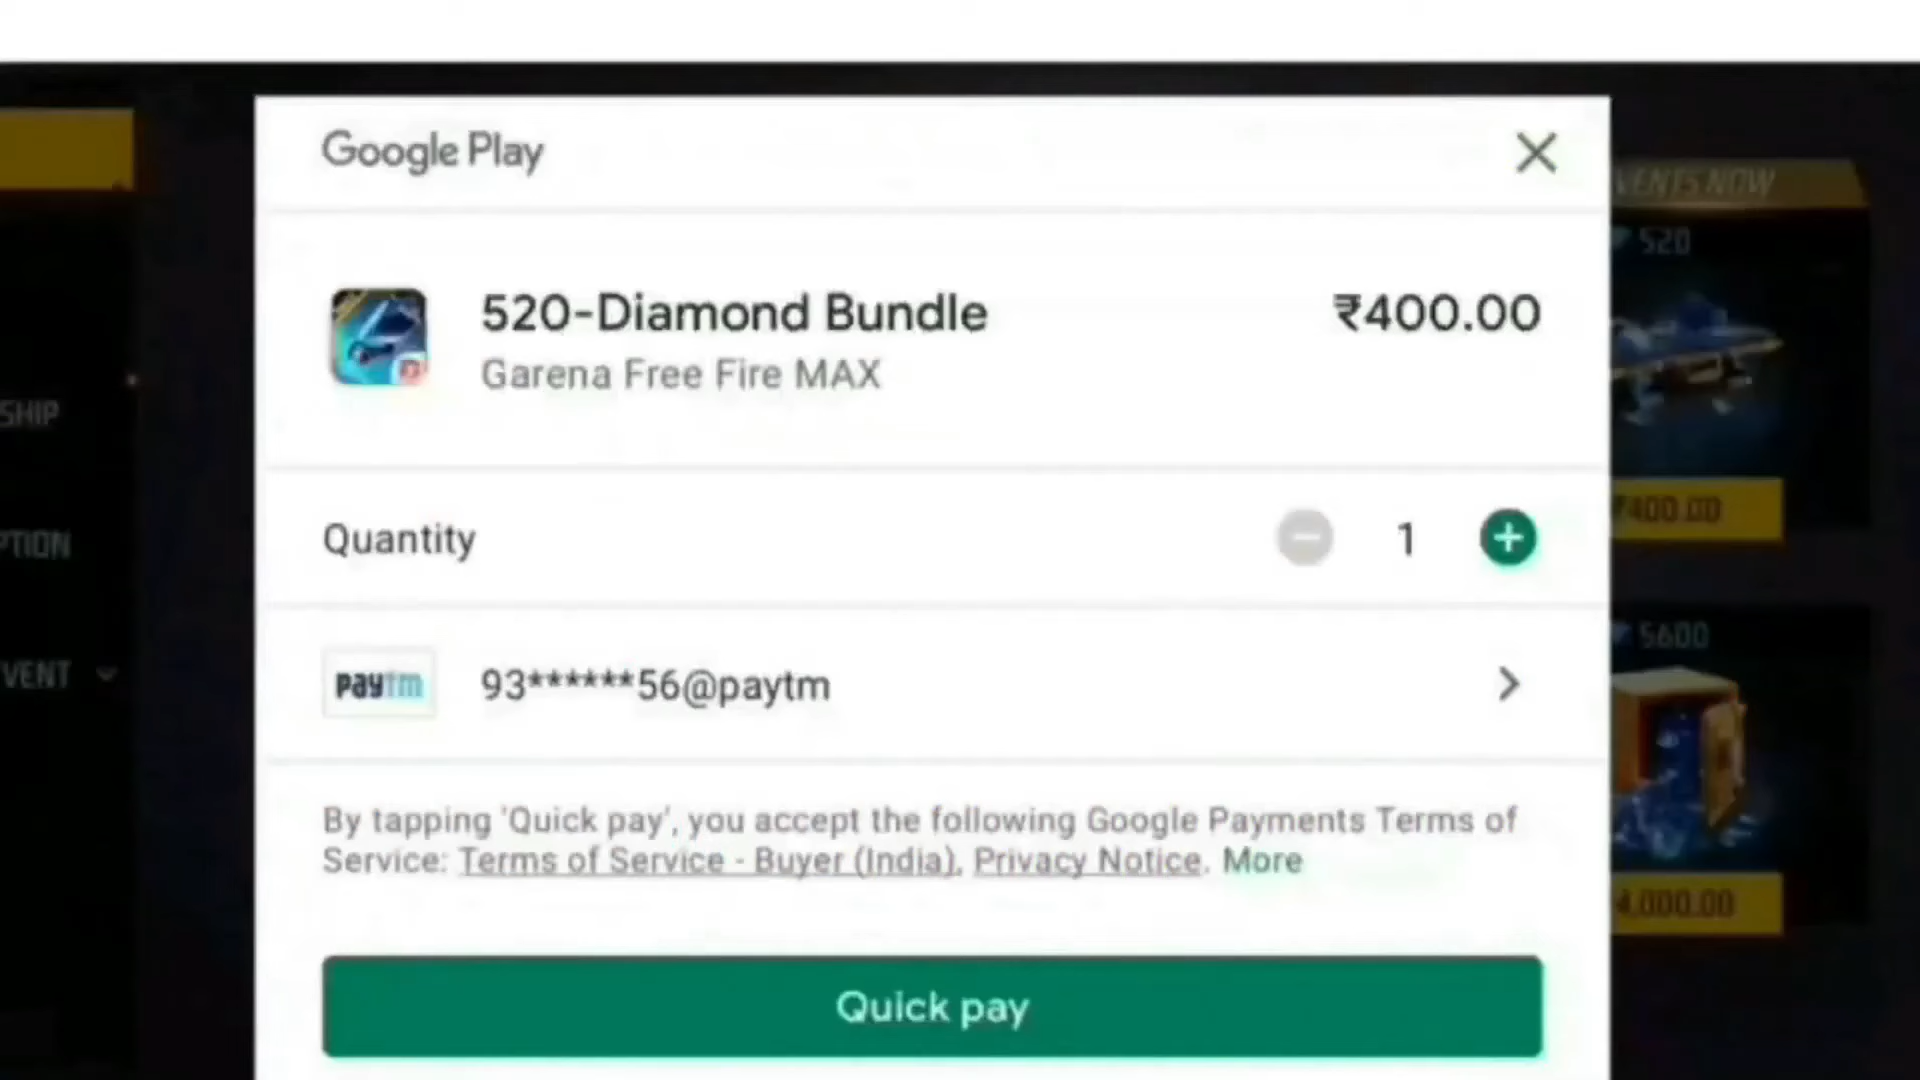 Google Play
520-Diamond Bundle
₹400.00
Garena Free Fire MAX
Quantity
1
paytm
93******56@paytm
By tapping 'Quick pay', you accept the following Google Payments Terms of
Service: Terms of Service - Buyer (India), Privacy Notice. More
Quick pay
SHIP
PTION
VENT
VENTS NOW
520
₹400.00
5600
4,000.00